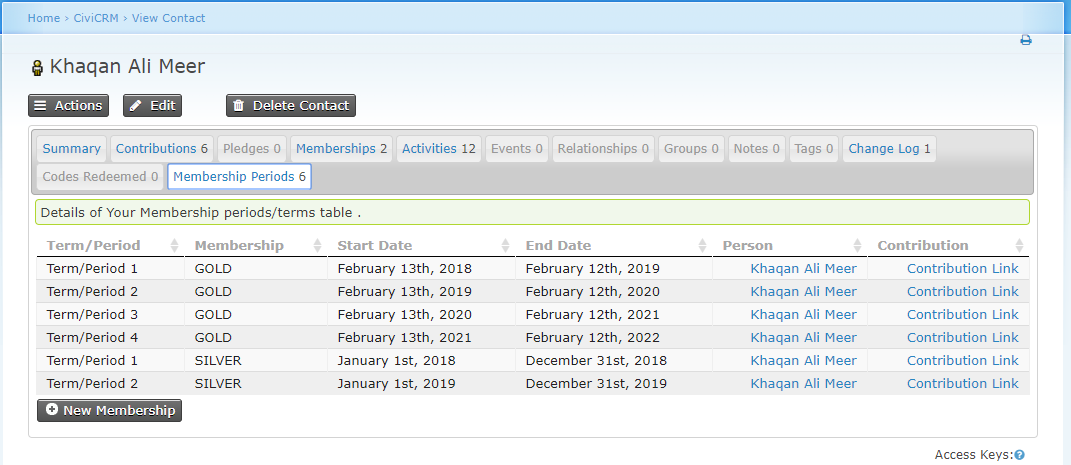 Home › CiviCRM › View Contact
Khaqan Ali Meer
Actions Edit Delete Contact
Summary Contributions 6 Pledges 0 Memberships 2 Activities 12 Events 0 Relationships 0 Groups 0 Notes 0 Tags 0 Change Log 1
Codes Redeemed 0 Membership Periods 6
Details of Your Membership periods/terms table .
Term/Period Membership Start Date End Date Person Contribution
Term/Period 1 GOLD February 13th, 2018 February 12th, 2019 Khaqan Ali Meer Contribution Link
Term/Period 2 GOLD February 13th, 2019 February 12th, 2020 Khaqan Ali Meer Contribution Link
Term/Period 3 GOLD February 13th, 2020 February 12th, 2021 Khaqan Ali Meer Contribution Link
Term/Period 4 GOLD February 13th, 2021 February 12th, 2022 Khaqan Ali Meer Contribution Link
Term/Period 1 SILVER January 1st, 2018 December 31st, 2018 Khaqan Ali Meer Contribution Link
Term/Period 2 SILVER January 1st, 2019 December 31st, 2019 Khaqan Ali Meer Contribution Link
New Membership
Access Keys:?